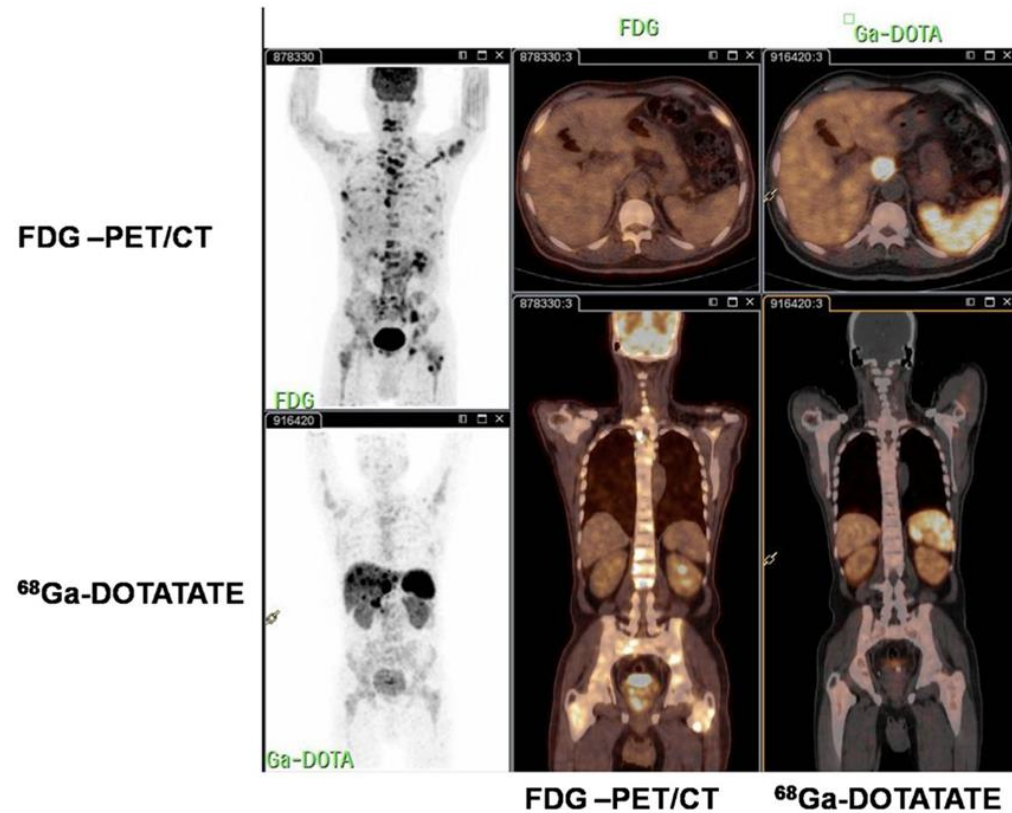 FDG
Ga-DOTA
878330
878330:3
916420:3
FDG –PET/CT
FDG
878330:3
916420:3
916420
⁶⁸Ga-DOTATATE
Ga-DOTA
FDG –PET/CT
⁶⁸Ga-DOTATATE